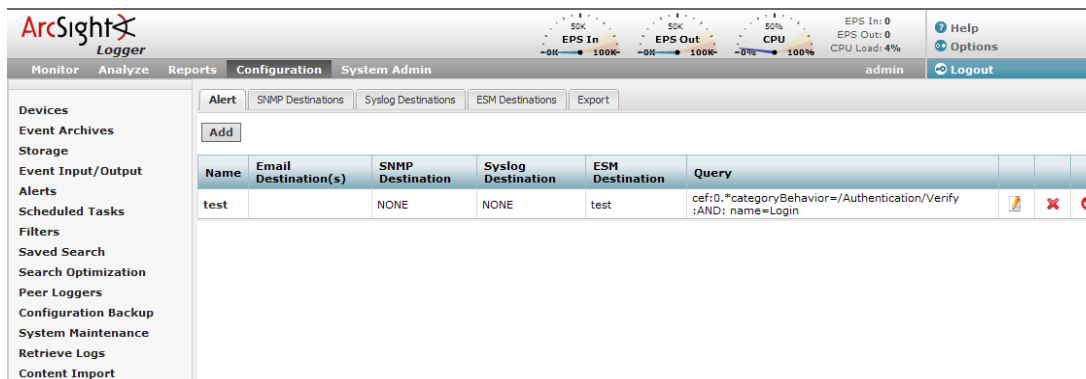 ArcSight
Logger
50K
EPS In
0K 100K
50K
EPS Out
0K 100K
50%
CPU
0% 100%
EPS In: 0
EPS Out: 0
CPU Load: 4%
Help
Options
Monitor Analyze Reports Configuration System Admin admin Logout
Devices
Event Archives
Storage
Event Input/Output
Alerts
Scheduled Tasks
Filters
Saved Search
Search Optimization
Peer Loggers
Configuration Backup
System Maintenance
Retrieve Logs
Content Import
Alert SNMP Destinations Syslog Destinations ESM Destinations Export
Add
Name Email Destination(s) SNMP Destination Syslog Destination ESM Destination Query
test NONE NONE test cef:0.*categoryBehavior=/Authentication/Verify
:AND: name=Login